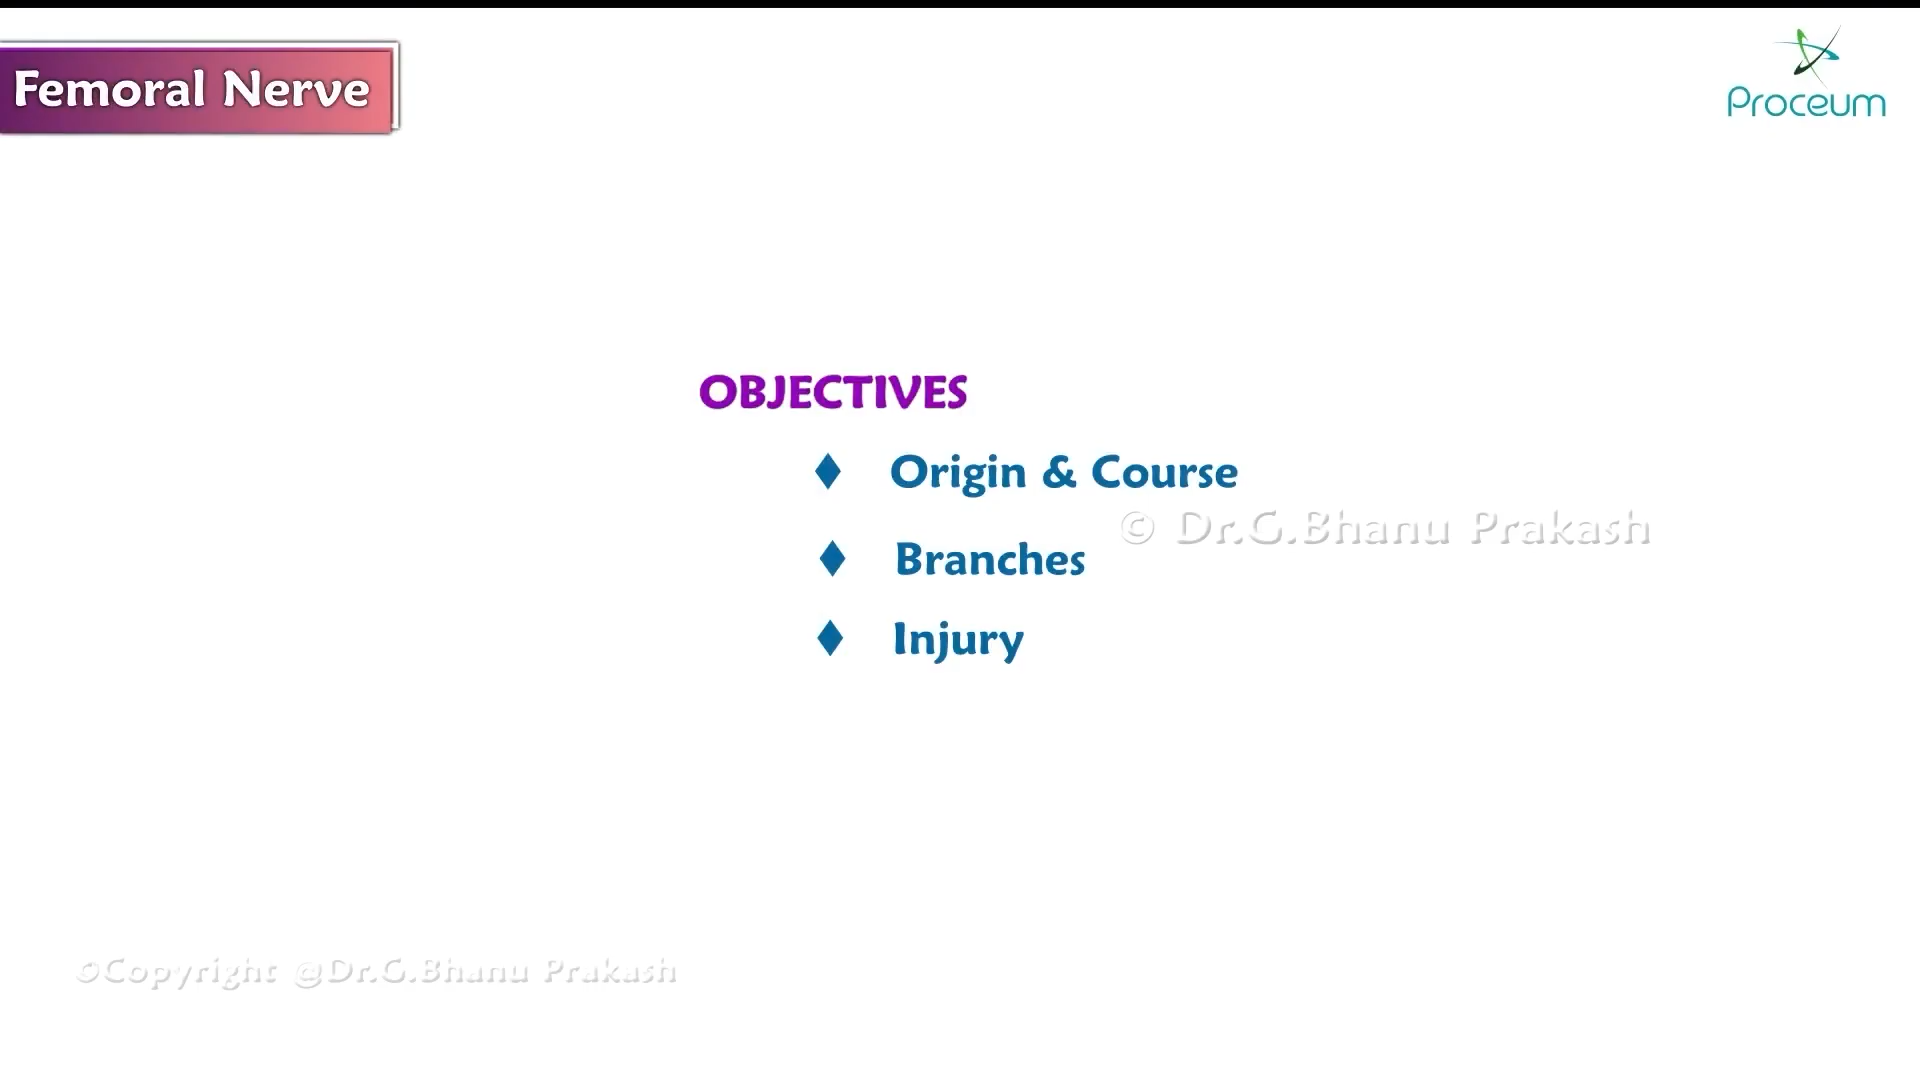 Femoral Nerve
Proceum
OBJECTIVES
♦ Origin & Course
© Dr.G.Bhanu Prakash
♦ Branches
♦ Injury
©Copyright @Dr.G.Bhanu Prakash